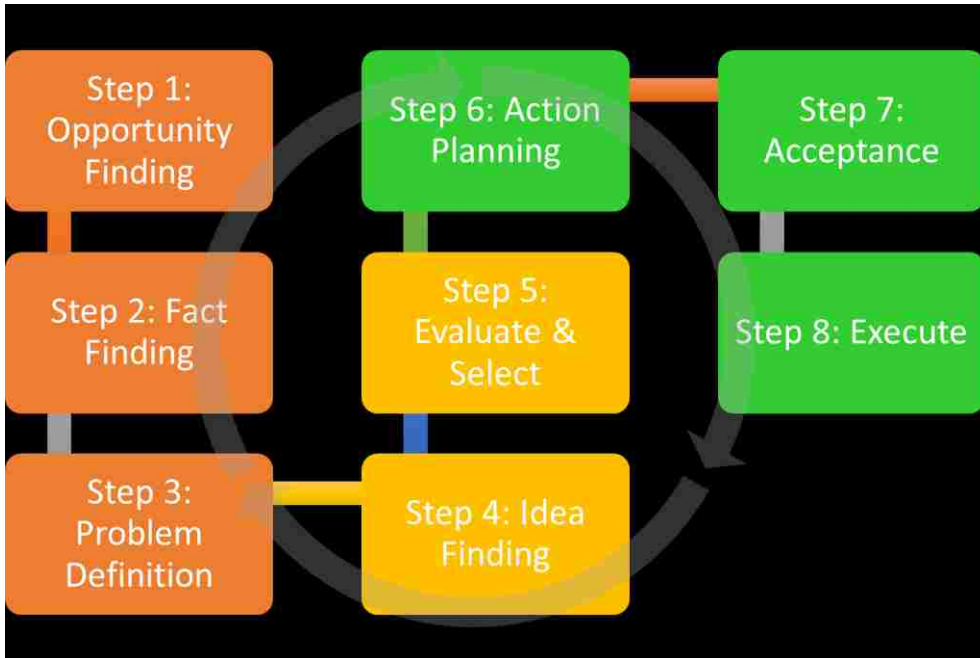 Step 1:
Opportunity
Finding
Step 2: Fact
Finding
Step 3:
Problem
Definition
Step 4: Idea
Finding
Step 5:
Evaluate &
Select
Step 6: Action
Planning
Step 7:
Acceptance
Step 8: Execute